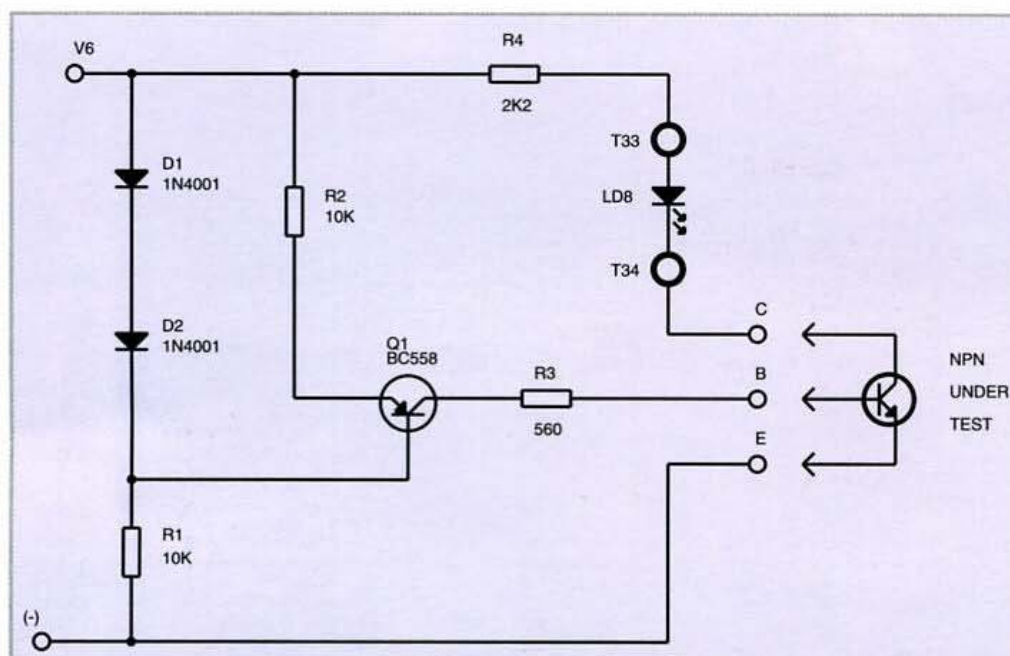 V6
R4
2K2
T33
D1
1N4001
R2
10K
LD8
T34
D2
1N4001
C
Q1
BC558
R3
560
B
NPN
UNDER
TEST
E
R1
10K
(-)